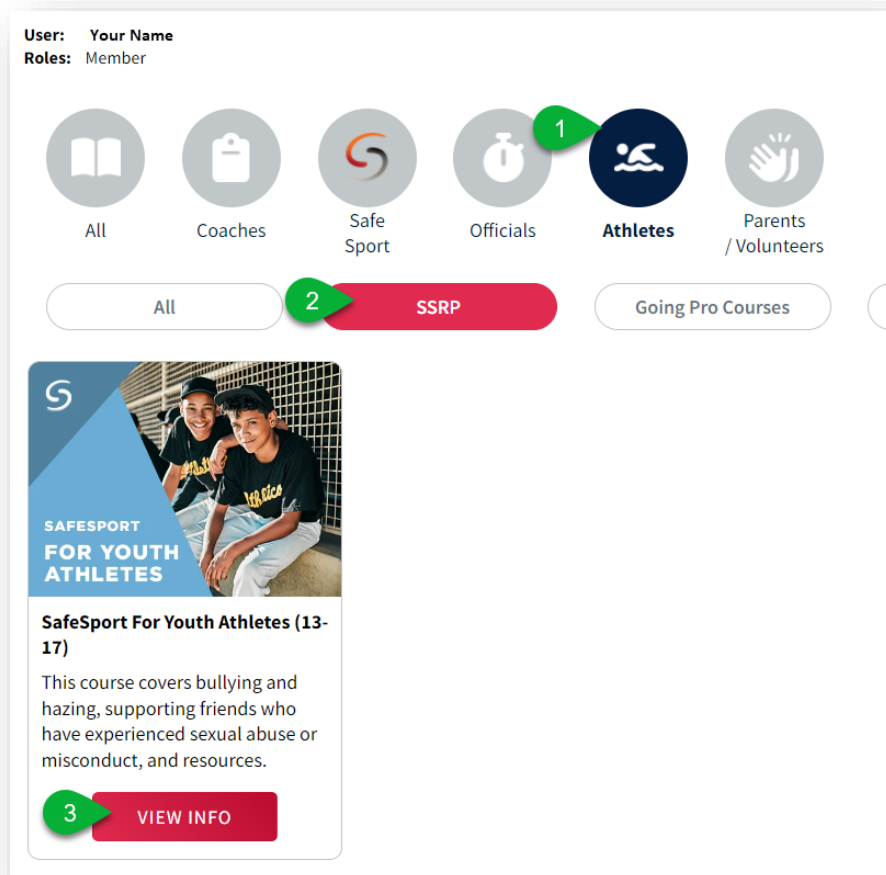 User: Your Name
Roles: Member
1
All
Coaches
Safe
Sport
Officials
Athletes
Parents
/ Volunteers
All
2
SSRP
Going Pro Courses
SAFESPORT
FOR YOUTH
ATHLETES
SafeSport For Youth Athletes (13-
17)
This course covers bullying and
hazing, supporting friends who
have experienced sexual abuse or
misconduct, and resources.
3
VIEW INFO